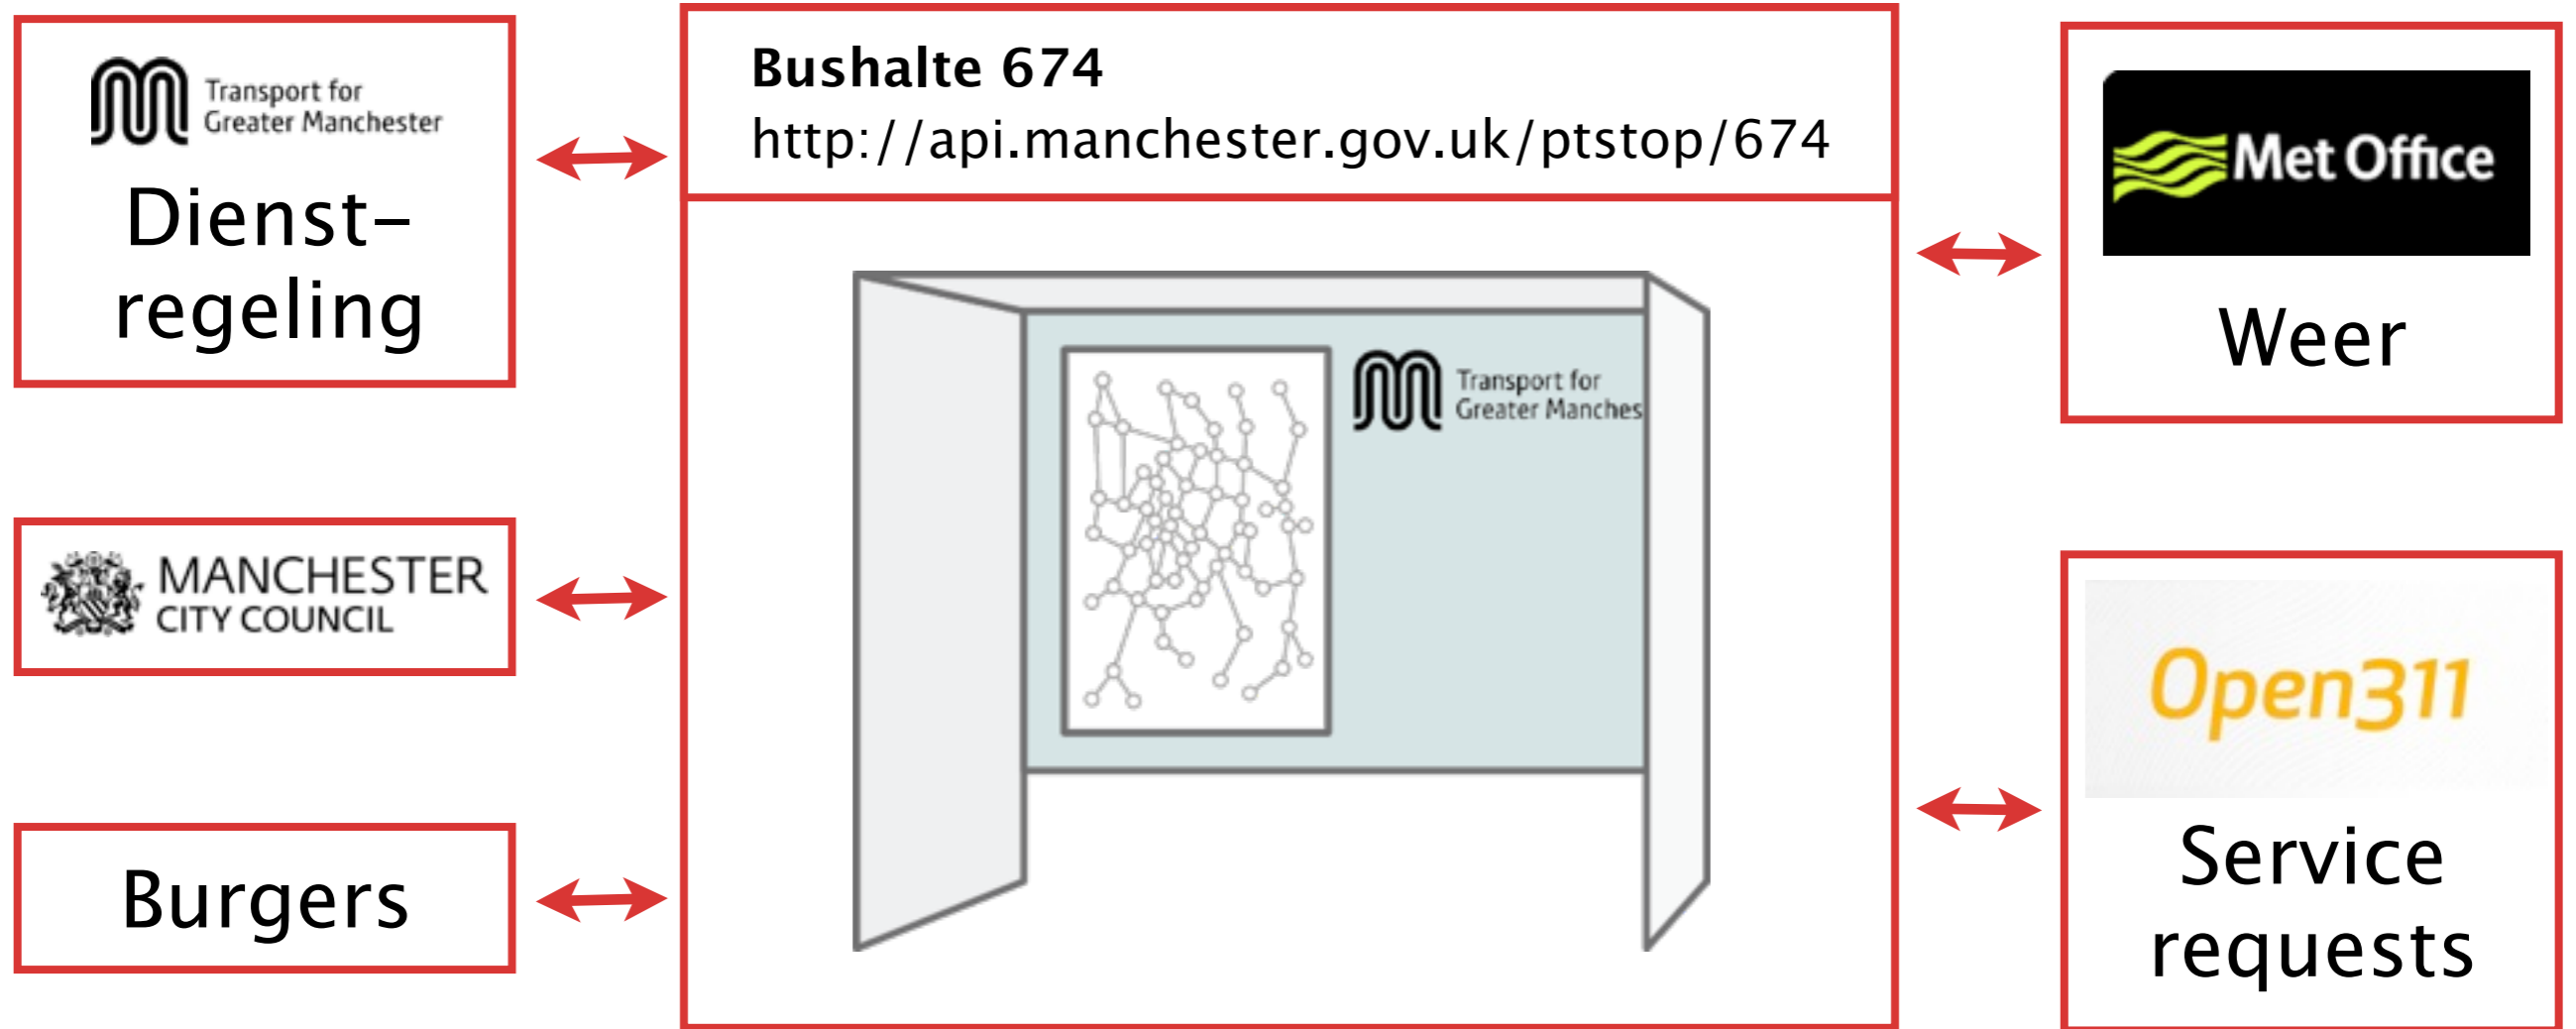 Transport for
Greater Manchester
Dienst-
regeling
MANCHESTER
CITY COUNCIL
Burgers
Bushalte 674
http://api.manchester.gov.uk/ptstop/674
Transport for
Greater Manches
Met Office
Weer
Open311
Service
requests